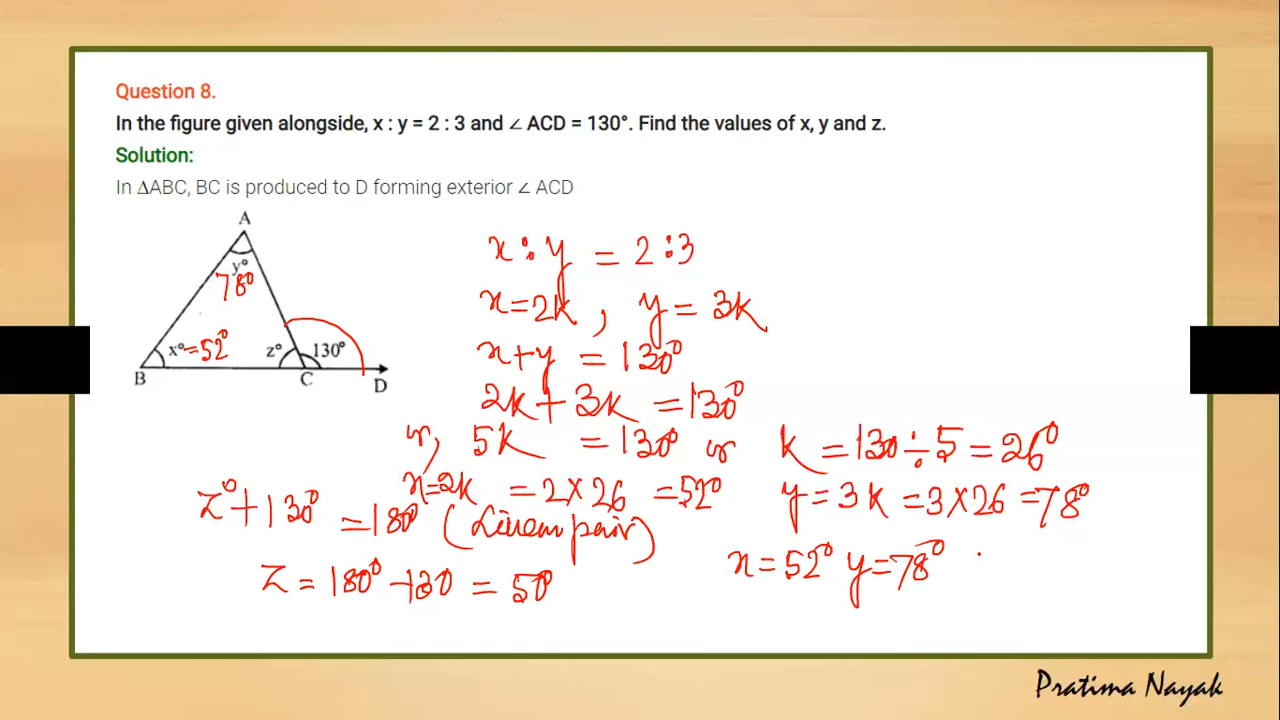 Question 8.
In the figure given alongside, x : y = 2 : 3 and ∠ ACD = 130°. Find the values of x, y and z.
Solution:
In ΔABC, BC is produced to D forming exterior ∠ ACD
A
y°
78°
x°=52°
z°
130°
B
C
D
x:y = 2:3
x=2k, y= 3k
x+y = 130°
2k+3k = 130°
or, 5k = 130° or k = 130÷5 = 26°
x=2k = 2×26 = 52° y = 3k = 3×26 = 78°
z°+130° = 180° (Linear pair)
x=52° y=78°
z = 180° - 130 = 50°
Pratima Nayak